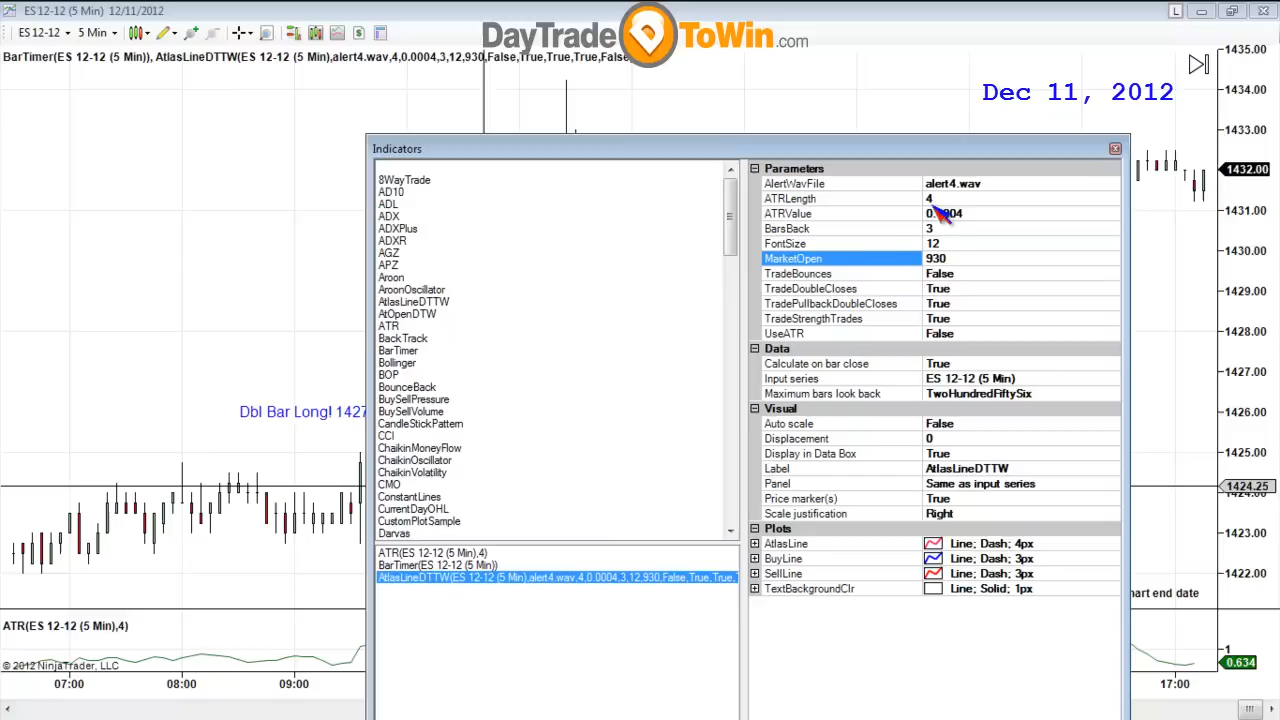 ES 12-12 (5 Min) 12/11/2012
L
ES 12-12 5 Min
DayTradeToWin.com
BarTimer(ES 12-12 (5 Min)), AtlasLineDTTW(ES 12-12 (5 Min),alert4.wav,4,0.0004,3,12,930,False,True,True,True,False
Dec 11, 2012
1435.00
1434.00
1433.00
1432.00
1431.00
1430.00
1429.00
1428.00
1427.00
1426.00
1425.00
1424.25
1423.00
1422.00
Dbl Bar Long! 1427
Indicators
8WayTrade
AD10
ADL
ADX
ADXPlus
ADXR
AGZ
APZ
Aroon
AroonOscillator
AtlasLineDTTW
AtOpenDTW
ATR
BackTrack
BarTimer
Bollinger
BOP
BounceBack
BuySellPressure
BuySellVolume
CandleStickPattern
CCI
ChaikinMoneyFlow
ChaikinOscillator
ChaikinVolatility
CMO
ConstantLines
CurrentDayOHL
CustomPlotSample
Darvas
ATR(ES 12-12 (5 Min),4)
BarTimer(ES 12-12 (5 Min))
AtlasLineDTTW(ES 12-12 (5 Min),alert4.wav,4,0.0004,3,12,930,False,True,True,T
Parameters
AlertWavFile alert4.wav
ATRLength 4
ATRValue 0.0004
BarsBack 3
FontSize 12
MarketOpen 930
TradeBounces False
TradeDoubleCloses True
TradePullbackDoubleCloses True
TradeStrengthTrades True
UseATR False
Data
Calculate on bar close True
Input series ES 12-12 (5 Min)
Maximum bars look back TwoHundredFiftySix
Visual
Auto scale False
Displacement 0
Display in Data Box True
Label AtlasLineDTTW
Panel Same as input series
Price marker(s) True
Scale justification Right
Plots
AtlasLine Line; Dash; 4px
BuyLine Line; Dash; 3px
SellLine Line; Dash; 3px
TextBackgroundClr Line; Solid; 1px
end date
ATR(ES 12-12 (5 Min),4)
© 2012 NinjaTrader, LLC
1
0.634
07:00 08:00 09:00 17:00